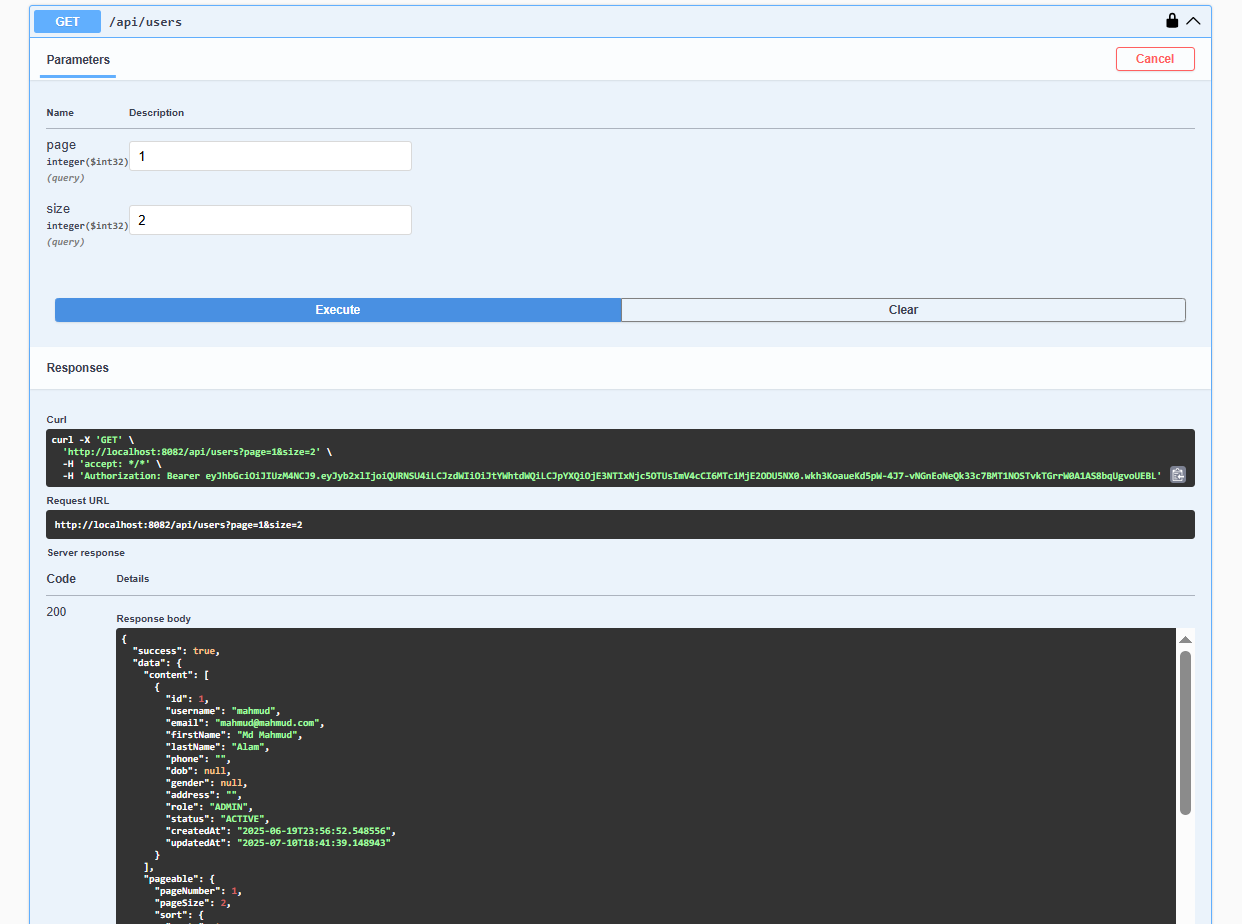 GET /api/users
Parameters
Cancel
Name Description
page
integer($int32)
(query)
1
size
integer($int32)
(query)
2
Execute
Clear
Responses
Curl
curl -X 'GET' \
'http://localhost:8082/api/users?page=1&size=2' \
-H 'accept: */*' \
-H 'Authorization: Bearer eyJhbGciOiJIUzM4NCJ9.eyJyb2xlIjoiQURNSU4iLCJzdWIiOiJtYWhtdWQiLCJpYXQiOjE3NTIxNjc5OTUsImV4cCI6MTc1MjE2ODU5NX0.wkh3KoaueKd5pW-4J7-vNGnEoNeQk33c7BMT1NOSTvkTGrrW0A1AS8bqUgvoUEBL'
Request URL
http://localhost:8082/api/users?page=1&size=2
Server response
Code Details
200
Response body
{
"success": true,
"data": {
"content": [
{
"id": 1,
"username": "mahmud",
"email": "mahmud@mahmud.com",
"firstName": "Md Mahmud",
"lastName": "Alam",
"phone": "",
"dob": null,
"gender": null,
"address": "",
"role": "ADMIN",
"status": "ACTIVE",
"createdAt": "2025-06-19T23:56:52.548556",
"updatedAt": "2025-07-10T18:41:39.148943"
}
],
"pageable": {
"pageNumber": 1,
"pageSize": 2,
"sort": {